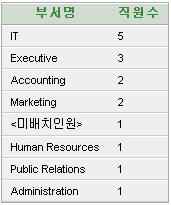 부서명 직원수
IT 5
Executive 3
Accounting 2
Marketing 2
<미배치인원> 1
Human Resources 1
Public Relations 1
Administration 1